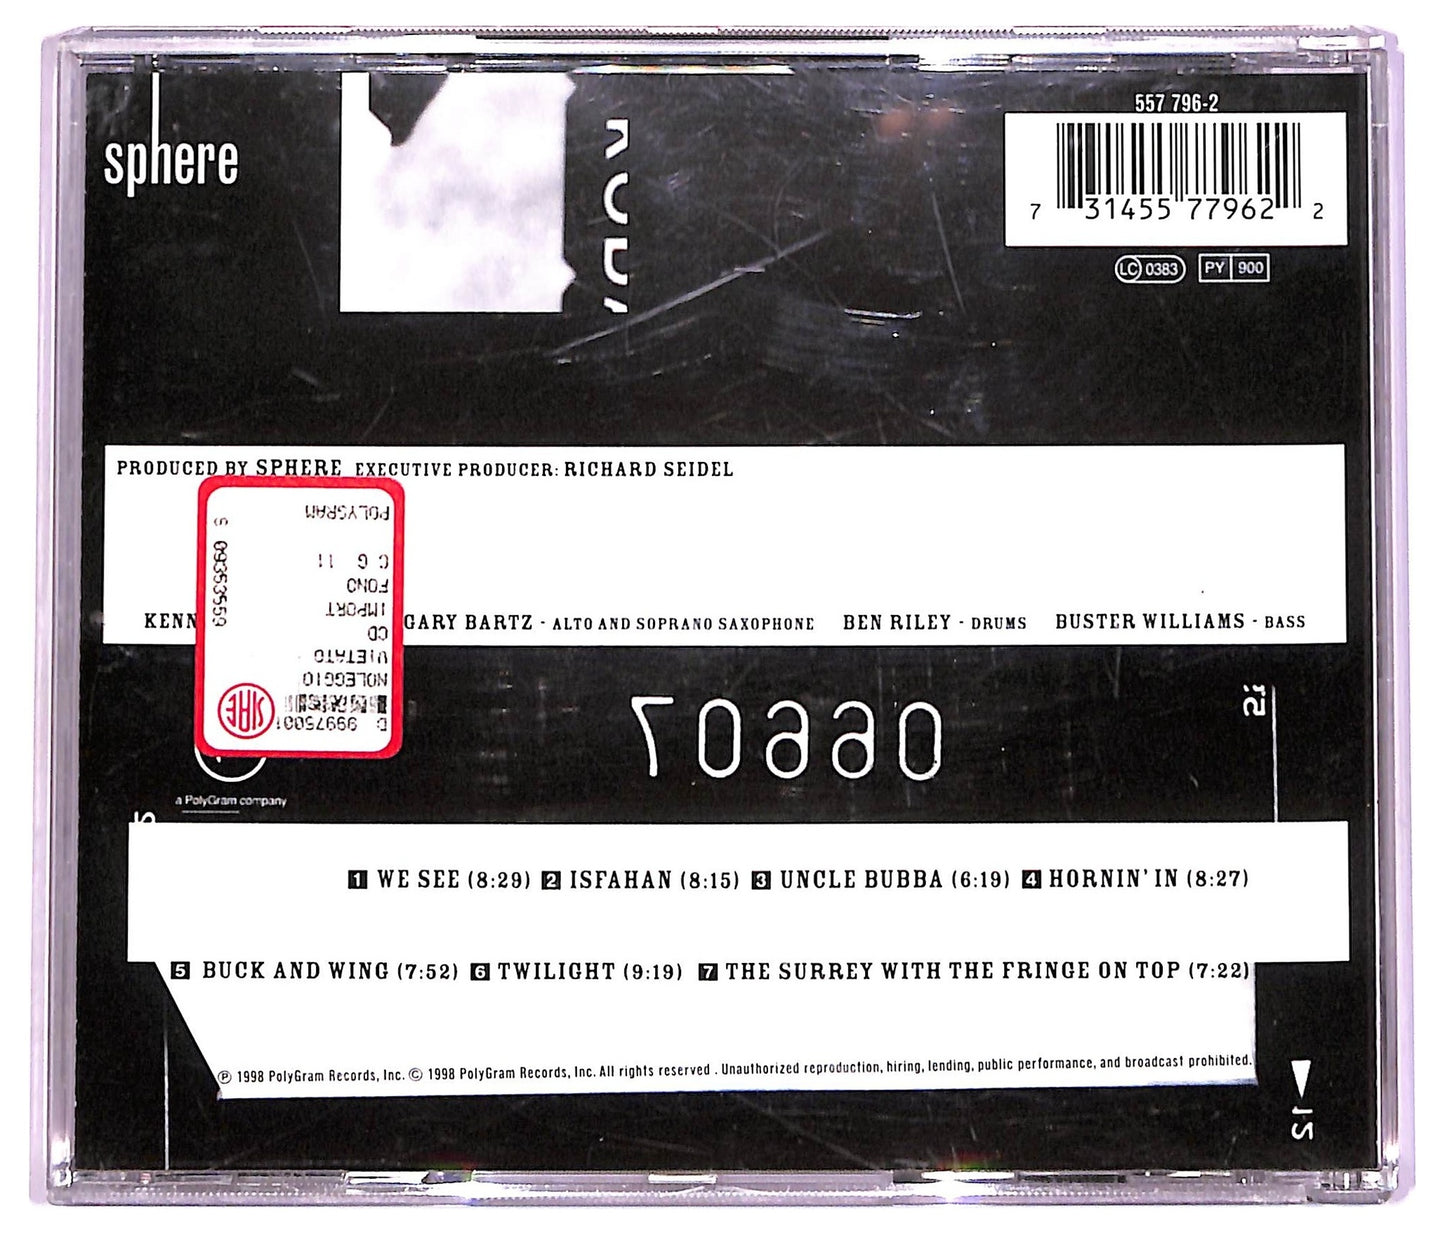 557 796-2
sphere
7 31455 77962 2
LC 0383 PY 900
PRODUCED BY SPHERE EXECUTIVE PRODUCER: RICHARD SEIDEL
POLYGRAM
C G 11
FONO
IMPORT
CD
VIETATO
NOLEGGIO
SIAE
S 09353559
GARY BARTZ - ALTO AND SOPRANO SAXOPHONE BEN RILEY - DRUMS BUSTER WILLIAMS - BASS
a PolyGram company
1 WE SEE (8:29) 2 ISFAHAN (8:15) 3 UNCLE BUBBA (6:19) 4 HORNIN' IN (8:27)
5 BUCK AND WING (7:52) 6 TWILIGHT (9:19) 7 THE SURREY WITH THE FRINGE ON TOP (7:22)
℗ 1998 PolyGram Records, Inc. © 1998 PolyGram Records, Inc. All rights reserved . Unauthorized reproduction, hiring, lending, public performance, and broadcast prohibited.
12